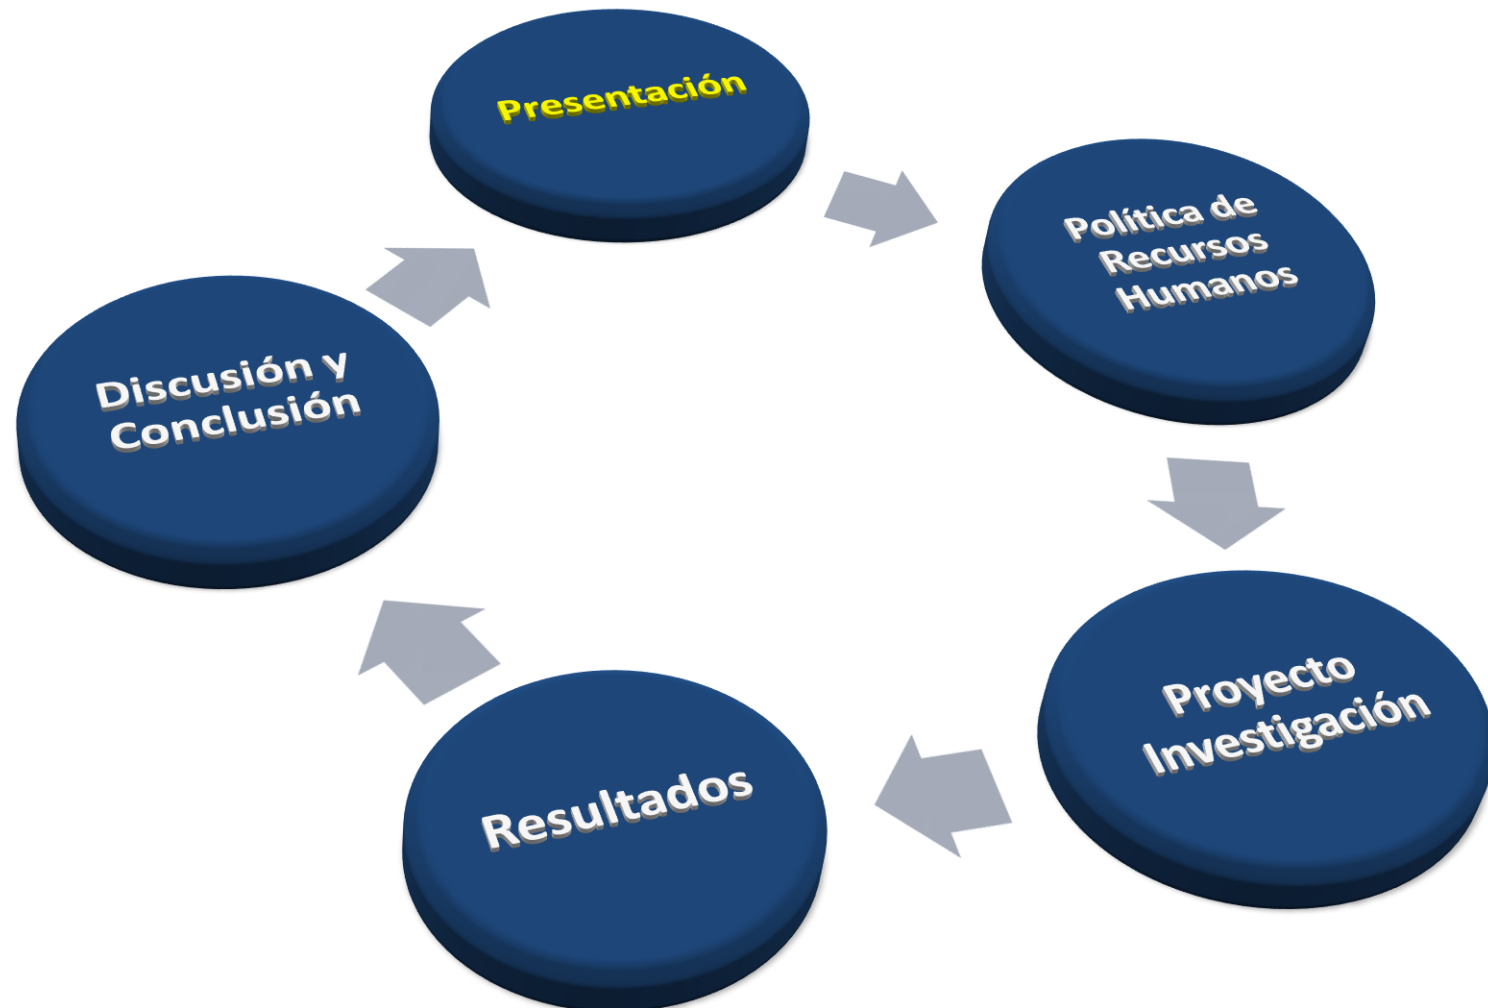 Presentación
Política de
Recursos
Humanos
Proyecto
Investigación
Resultados
Discusión y
Conclusión